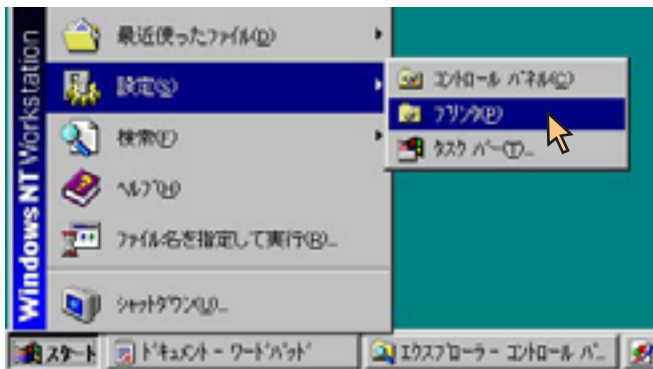 Windows NT Workstation
最近使ったﾌｧｲﾙ(D)
設定(S)
検索(F)
ﾍﾙﾌﾟ(H)
ﾌｧｲﾙ名を指定して実行(R)...
ｼｬｯﾄﾀﾞｳﾝ(U)...
ｺﾝﾄﾛｰﾙ ﾊﾟﾈﾙ(C)
ﾌﾟﾘﾝﾀ(P)
ﾀｽｸ ﾊﾞｰ(T)...
ｽﾀｰﾄ
ﾄﾞｷｭﾒﾝﾄ - ﾜｰﾄﾞﾊﾟｯﾄﾞ
ｴｸｽﾌﾟﾛｰﾗ - ｺﾝﾄﾛｰﾙ ﾊﾟ...